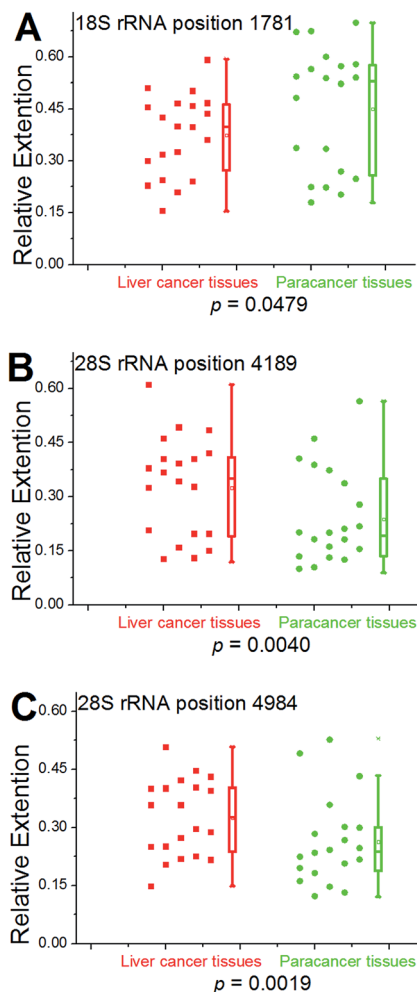 A
18S rRNA position 1781
Relative Extention
0.60
0.45
0.30
0.15
0.00
Liver cancer tissues
Paracancer tissues
p = 0.0479
B
28S rRNA position 4189
Relative Extention
0.60
0.45
0.30
0.15
0.00
Liver cancer tissues
Paracancer tissues
p = 0.0040
C
28S rRNA position 4984
Relative Extention
0.60
0.45
0.30
0.15
0.00
Liver cancer tissues
Paracancer tissues
p = 0.0019